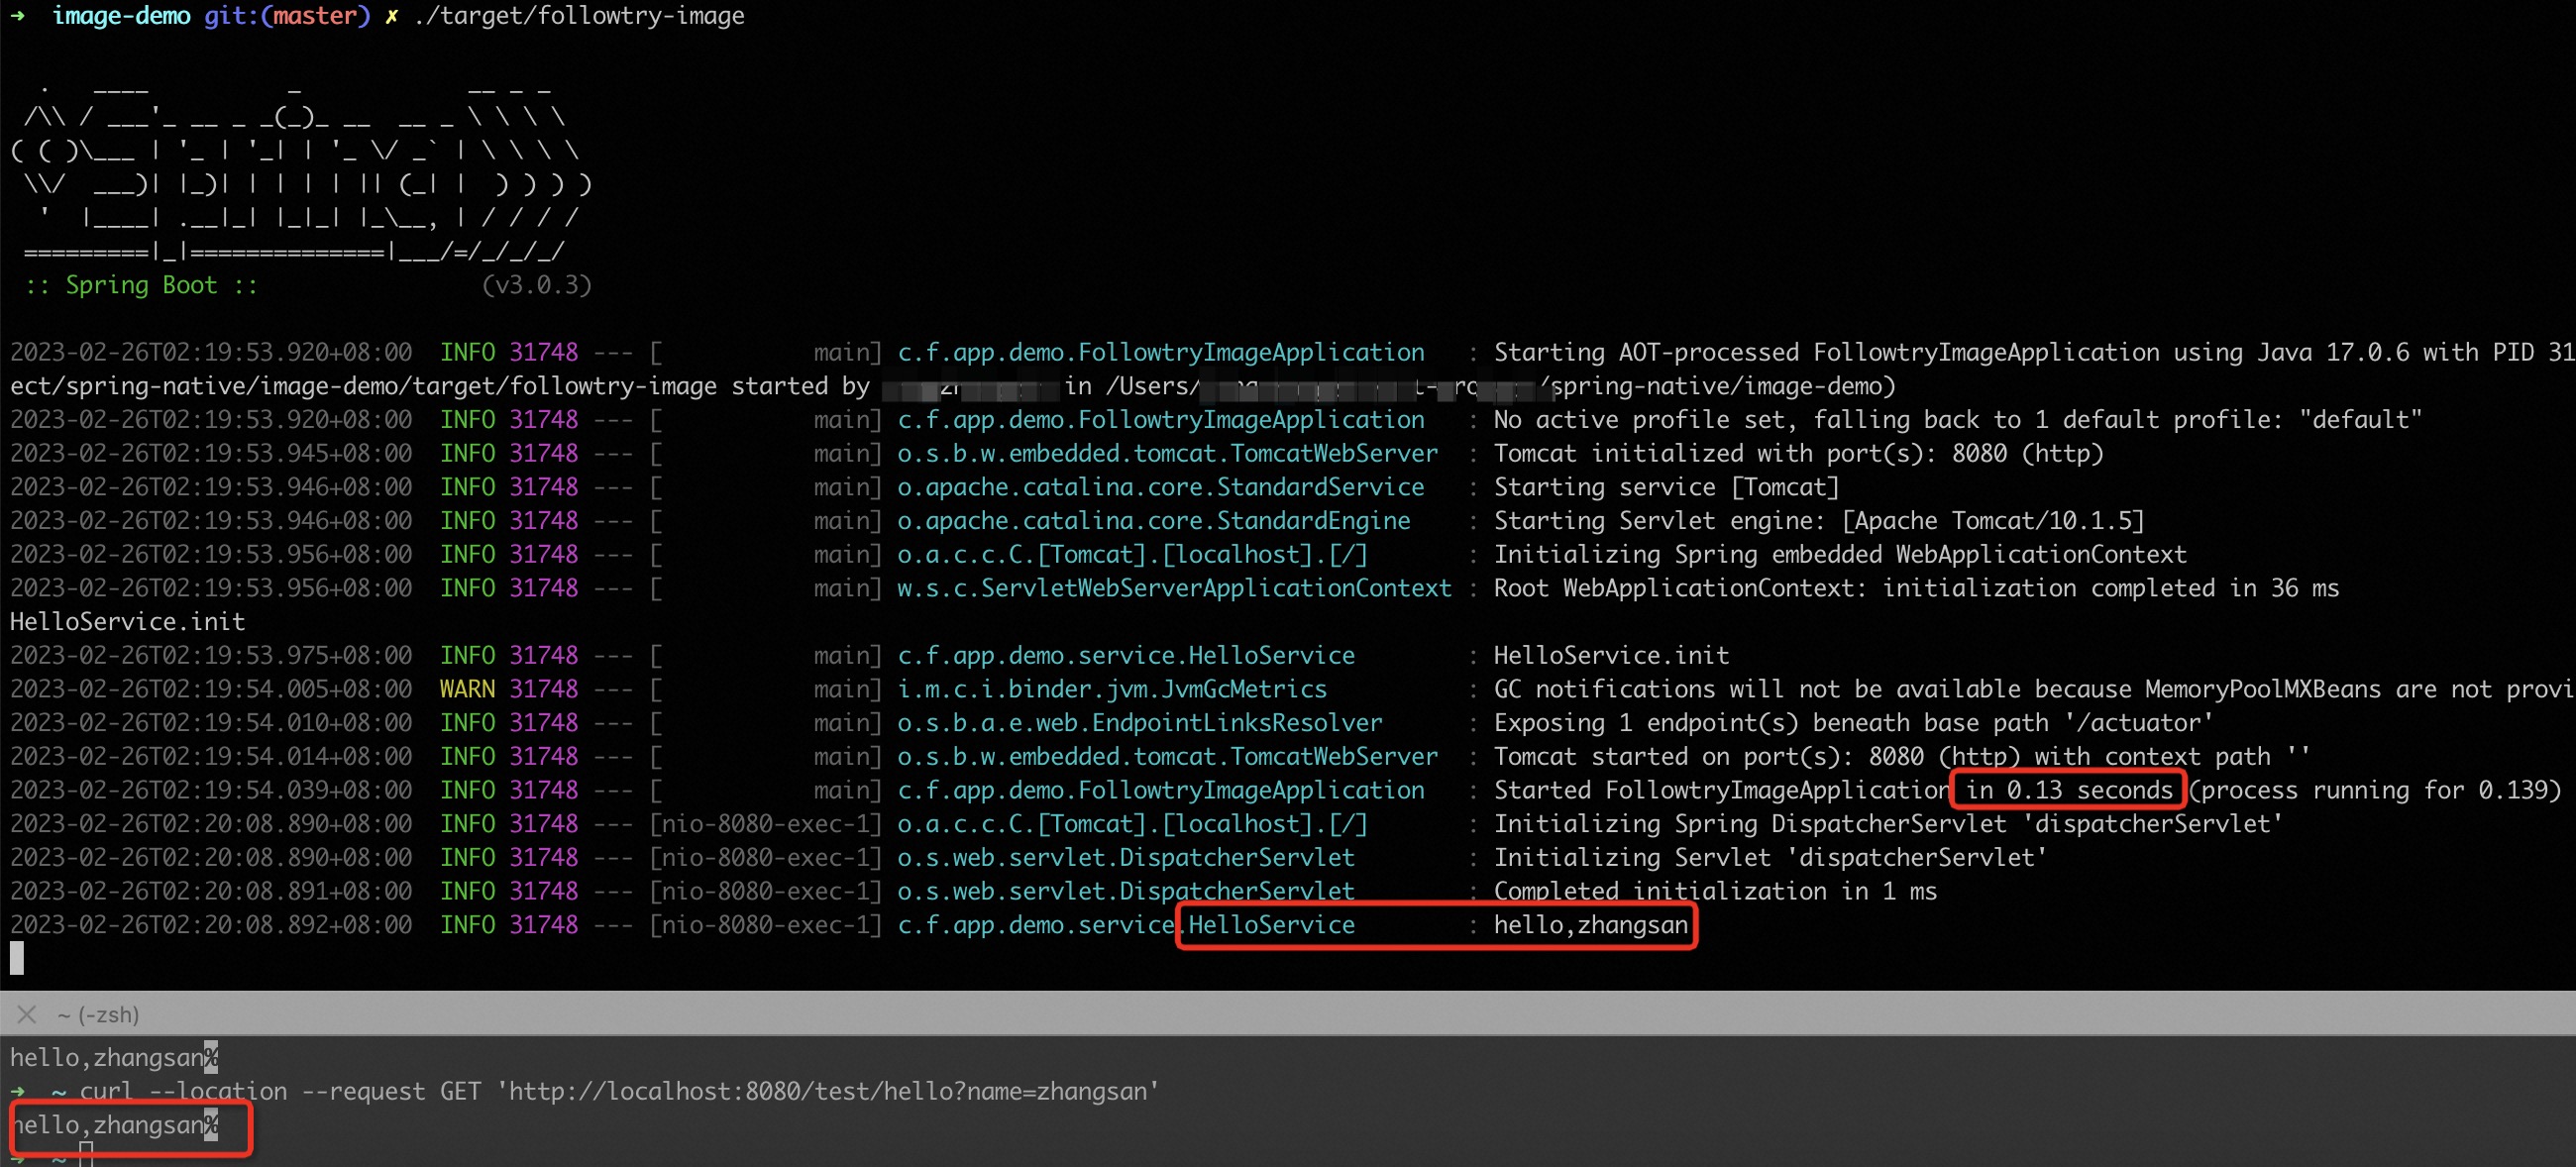 ➜  image-demo git:(master) ✗ ./target/followtry-image
  .   ____          _            __ _ _
 /\\ / ___'_ __ _ _(_)_ __  __ _ \ \ \ \
( ( )\___ | '_ | '_| | '_ \/ _` | \ \ \ \
 \\/  ___)| |_)| | | | | || (_| |  ) ) ) )
  '  |____| .__|_| |_|_| |_\__, | / / / /
 =========|_|==============|___/=/_/_/_/
 :: Spring Boot ::                (v3.0.3)
2023-02-26T02:19:53.920+08:00  INFO 31748 --- [           main] c.f.app.demo.FollowtryImageApplication   : Starting AOT-processed FollowtryImageApplication using Java 17.0.6 with PID 31
ect/spring-native/image-demo/target/followtry-image started by in /Users/ /spring-native/image-demo)
2023-02-26T02:19:53.920+08:00  INFO 31748 --- [           main] c.f.app.demo.FollowtryImageApplication   : No active profile set, falling back to 1 default profile: "default"
2023-02-26T02:19:53.945+08:00  INFO 31748 --- [           main] o.s.b.w.embedded.tomcat.TomcatWebServer  : Tomcat initialized with port(s): 8080 (http)
2023-02-26T02:19:53.946+08:00  INFO 31748 --- [           main] o.apache.catalina.core.StandardService   : Starting service [Tomcat]
2023-02-26T02:19:53.946+08:00  INFO 31748 --- [           main] o.apache.catalina.core.StandardEngine    : Starting Servlet engine: [Apache Tomcat/10.1.5]
2023-02-26T02:19:53.956+08:00  INFO 31748 --- [           main] o.a.c.c.C.[Tomcat].[localhost].[/]       : Initializing Spring embedded WebApplicationContext
2023-02-26T02:19:53.956+08:00  INFO 31748 --- [           main] w.s.c.ServletWebServerApplicationContext : Root WebApplicationContext: initialization completed in 36 ms
HelloService.init
2023-02-26T02:19:53.975+08:00  INFO 31748 --- [           main] c.f.app.demo.service.HelloService        : HelloService.init
2023-02-26T02:19:54.005+08:00  WARN 31748 --- [           main] i.m.c.i.binder.jvm.JvmGcMetrics          : GC notifications will not be available because MemoryPoolMXBeans are not provi
2023-02-26T02:19:54.010+08:00  INFO 31748 --- [           main] o.s.b.a.e.web.EndpointLinksResolver      : Exposing 1 endpoint(s) beneath base path '/actuator'
2023-02-26T02:19:54.014+08:00  INFO 31748 --- [           main] o.s.b.w.embedded.tomcat.TomcatWebServer  : Tomcat started on port(s): 8080 (http) with context path ''
2023-02-26T02:19:54.039+08:00  INFO 31748 --- [           main] c.f.app.demo.FollowtryImageApplication   : Started FollowtryImageApplication in 0.13 seconds (process running for 0.139)
2023-02-26T02:20:08.890+08:00  INFO 31748 --- [nio-8080-exec-1] o.a.c.c.C.[Tomcat].[localhost].[/]       : Initializing Spring DispatcherServlet 'dispatcherServlet'
2023-02-26T02:20:08.890+08:00  INFO 31748 --- [nio-8080-exec-1] o.s.web.servlet.DispatcherServlet        : Initializing Servlet 'dispatcherServlet'
2023-02-26T02:20:08.891+08:00  INFO 31748 --- [nio-8080-exec-1] o.s.web.servlet.DispatcherServlet        : Completed initialization in 1 ms
2023-02-26T02:20:08.892+08:00  INFO 31748 --- [nio-8080-exec-1] c.f.app.demo.service.HelloService        : hello,zhangsan
~ (-zsh)
hello,zhangsan%
➜  ~ curl --location --request GET 'http://localhost:8080/test/hello?name=zhangsan'
hello,zhangsan%
➜  ~